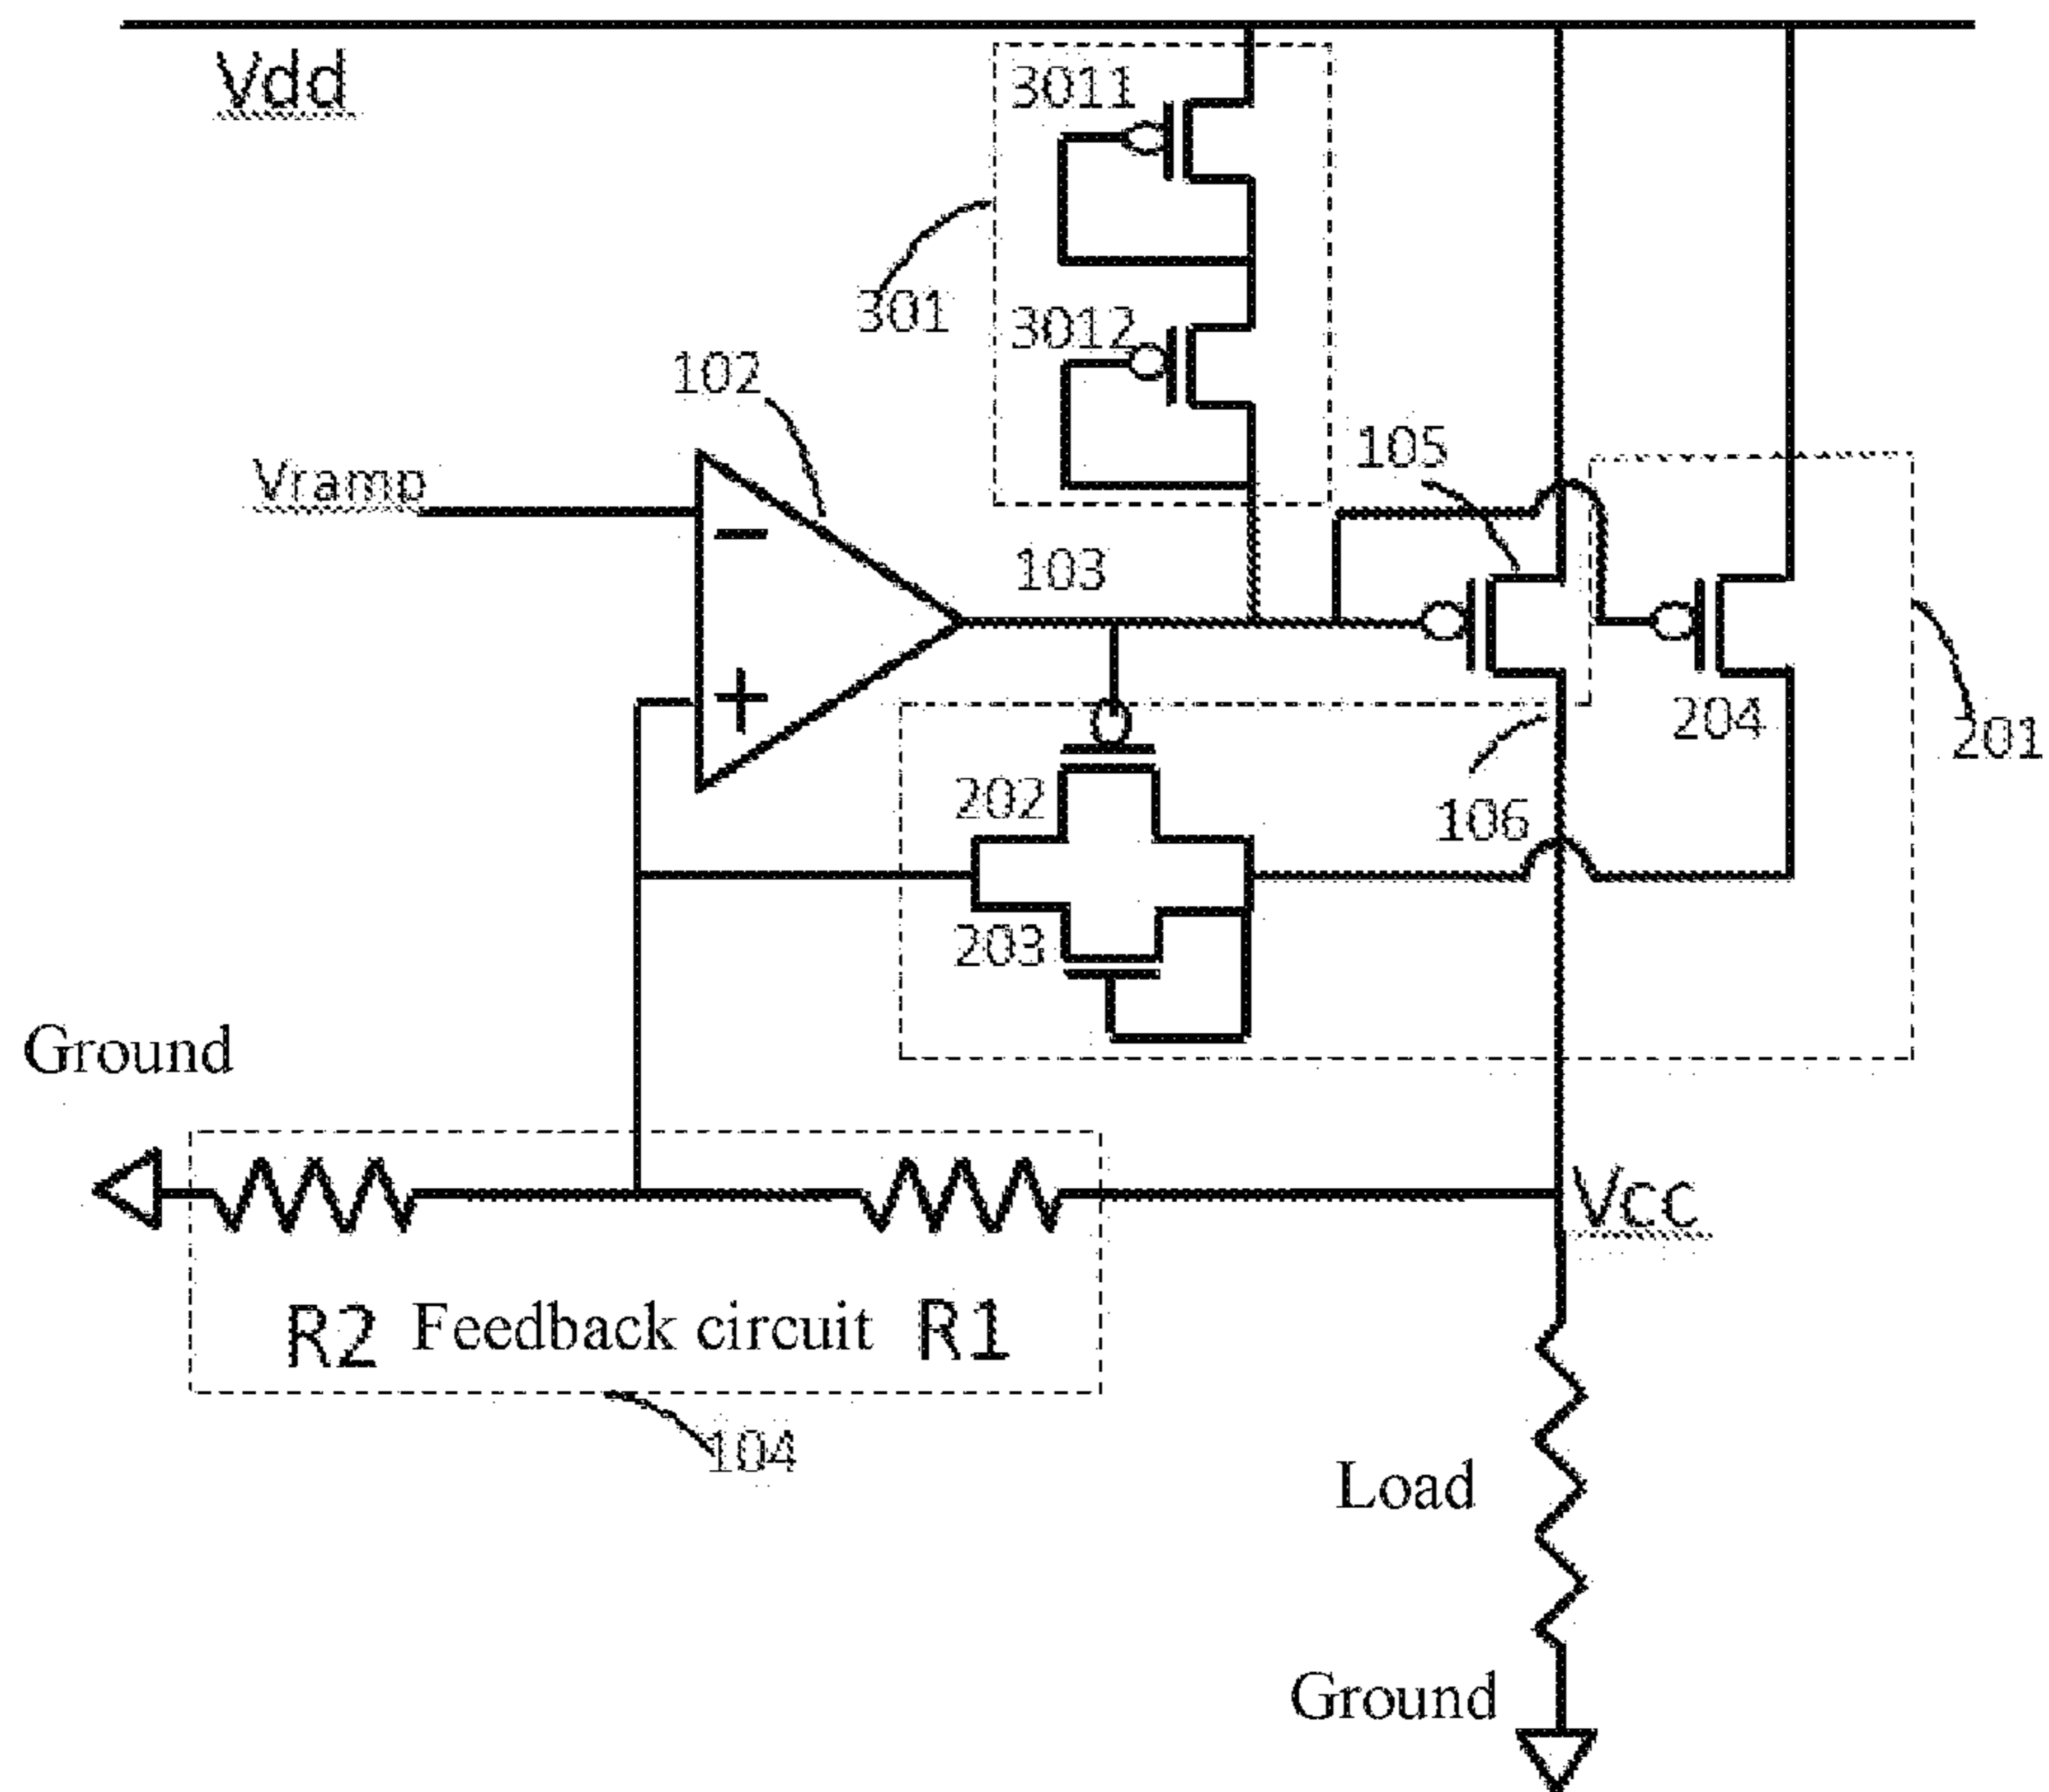 Vdd
3011
301
3012
102
105
Vramp
−
103
+
204
201
202
106
203
Ground
Vcc
R2 Feedback circuit R1
104
Load
Ground